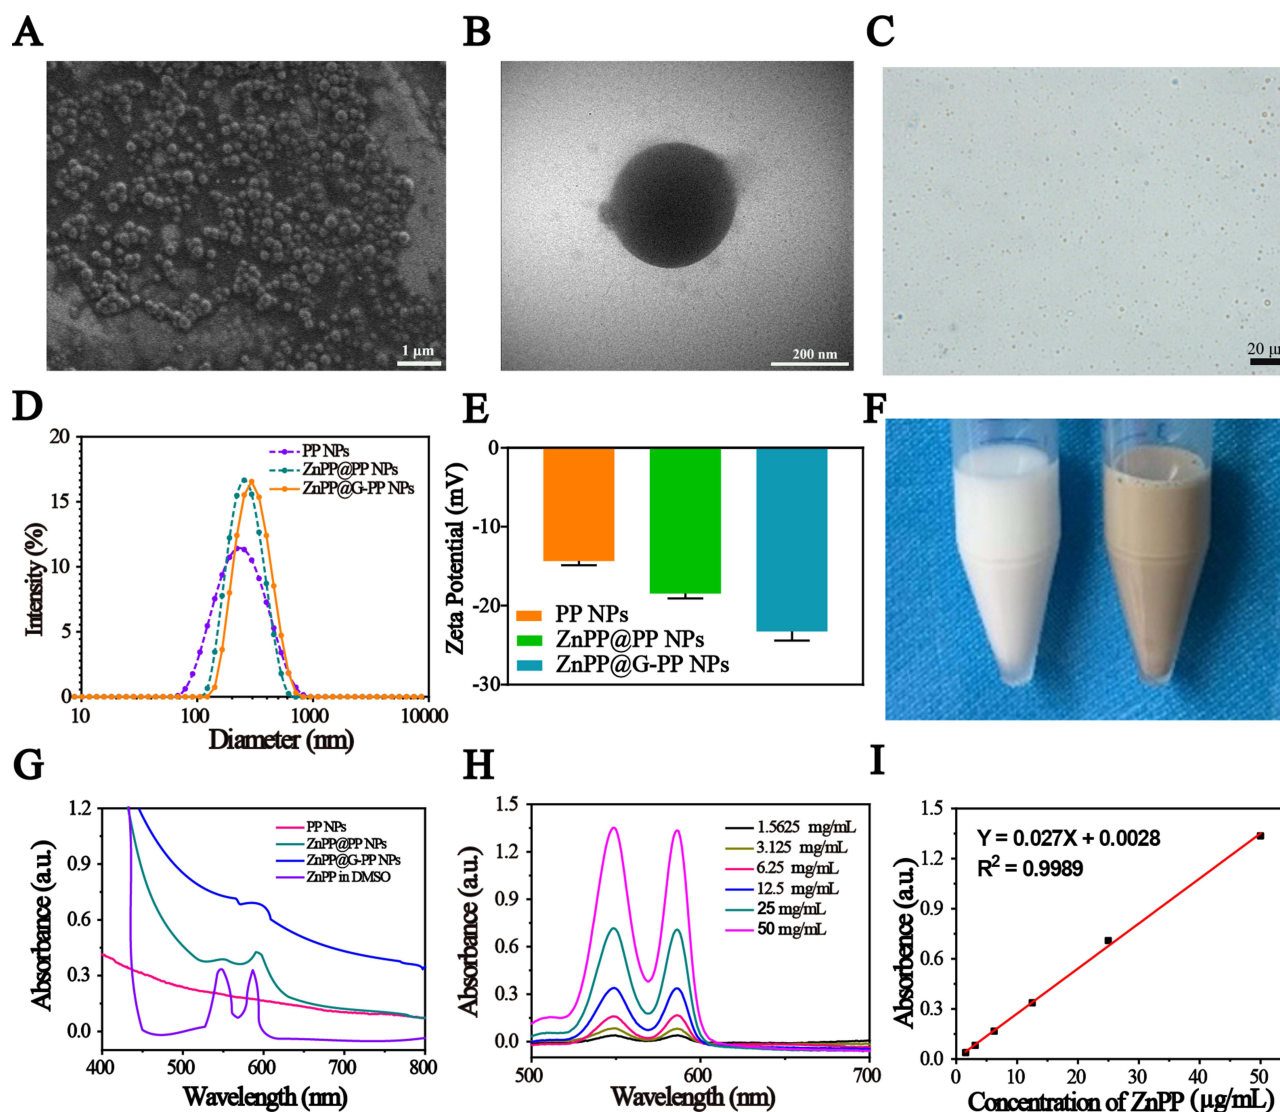 A
B
C
1 μm
200 nm
20 μ
D
E
F
20
15
10
5
0
Intensity (%)
PP NPs
ZnPP@PP NPs
ZnPP@G-PP NPs
10
100
1000
10000
Diameter (nm)
0
-10
-20
-30
Zeta Potential (mV)
PP NPs
ZnPP@PP NPs
ZnPP@G-PP NPs
G
H
I
1.2
0.9
0.6
0.3
0.0
Absorbance (a.u.)
PP NPs
ZnPP@PP NPs
ZnPP@G-PP NPs
ZnPP in DMSO
400
500
600
700
800
Wavelength (nm)
1.5
1.2
0.9
0.6
0.3
0.0
Absorbance (a.u.)
1.5625 mg/mL
3.125 mg/mL
6.25 mg/mL
12.5 mg/mL
25 mg/mL
50 mg/mL
500
600
700
Wavelength (nm)
1.5
1.2
0.9
0.6
0.3
0.0
Absorbence (a.u.)
Y = 0.027X + 0.0028
R² = 0.9989
0
10
20
30
40
50
Concentration of ZnPP (μg/mL)